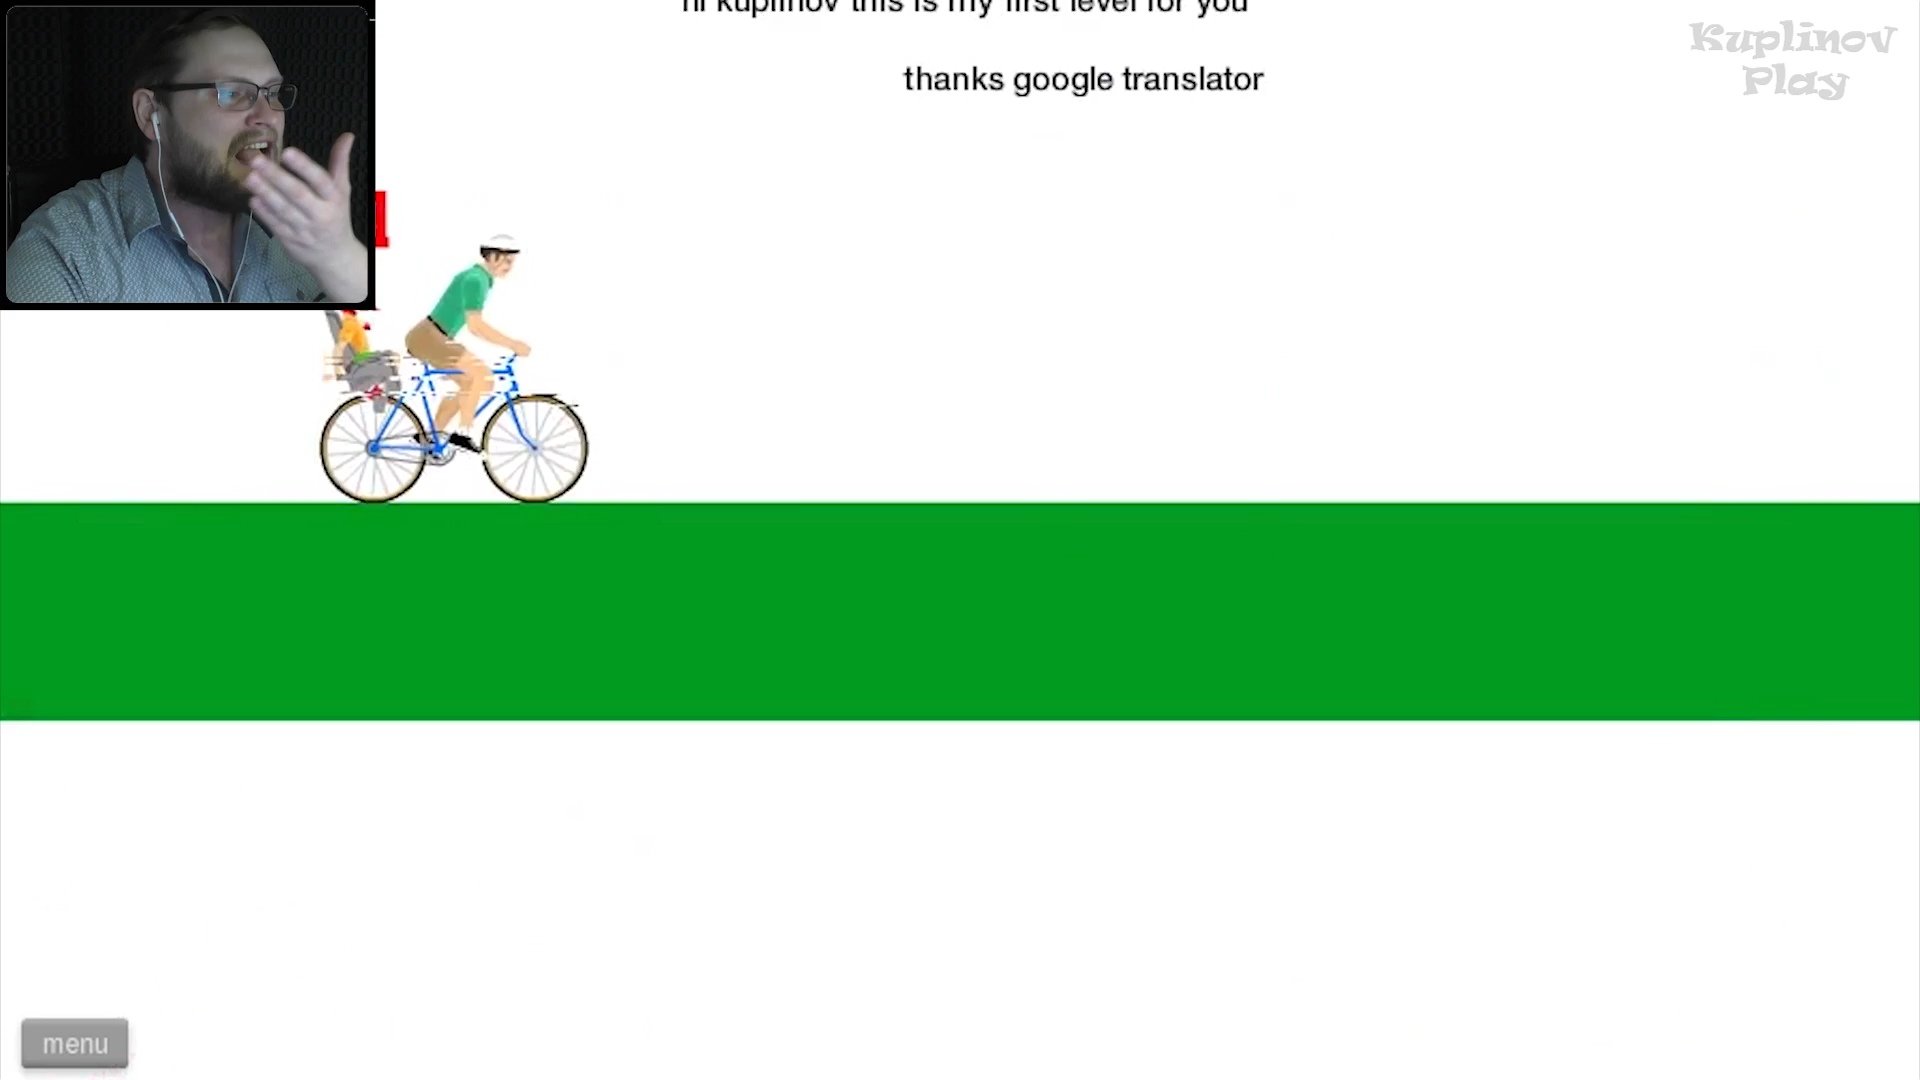 hi kuplinov this is my first level for you
Kuplinov
Play
thanks google translator
menu